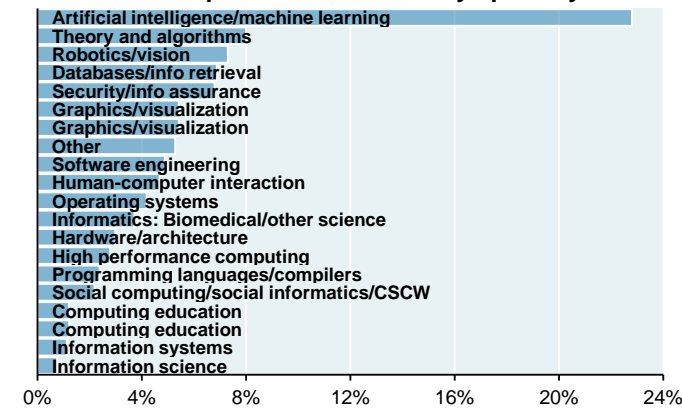 Artificial intelligence/machine learning
Theory and algorithms
Robotics/vision
Databases/info retrieval
Security/info assurance
Graphics/visualization
Graphics/visualization
Other
Software engineering
Human-computer interaction
Operating systems
Informatics: Biomedical/other science
Hardware/architecture
High performance computing
Programming languages/compilers
Social computing/social informatics/CSCW
Computing education
Computing education
Information systems
Information science
0% 4% 8% 12% 16% 20% 24%